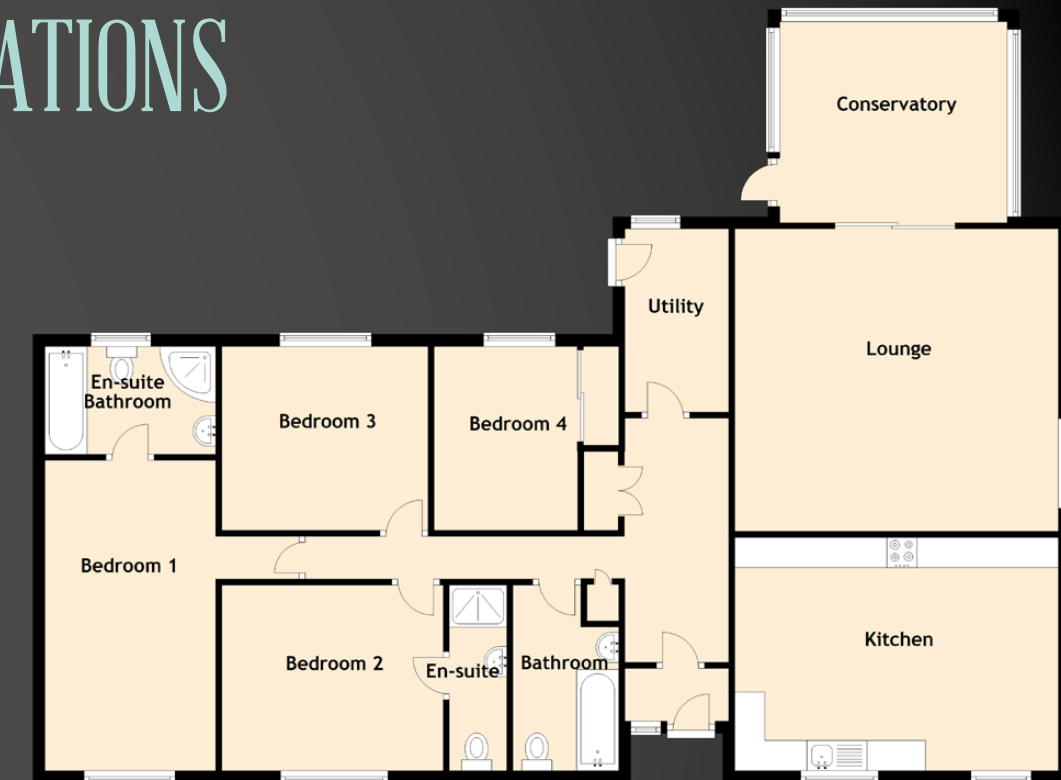 ATIONS
Conservatory
Utility
Lounge
En-suite
Bathroom
Bedroom 3
Bedroom 4
Bedroom 1
Bedroom 2
En-suite
Bathroom
Kitchen